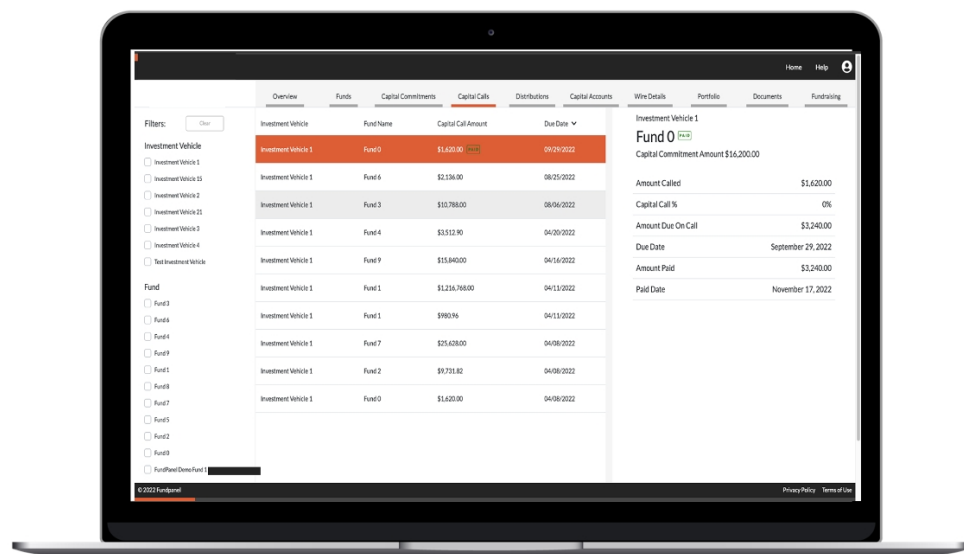 Home Help
Overview Funds Capital Commitments Capital Calls Distributions Capital Accounts Wire Details Portfolio Documents Fundraising
Filters: Clear
Investment Vehicle
Investment Vehicle 1
Investment Vehicle 15
Investment Vehicle 2
Investment Vehicle 21
Investment Vehicle 3
Investment Vehicle 4
Test Investment Vehicle
Fund
Fund 3
Fund 6
Fund 4
Fund 9
Fund 1
Fund 8
Fund 7
Fund 5
Fund 2
Fund 0
FundPanel Demo Fund 1
Investment Vehicle Fund Name Capital Call Amount Due Date
Investment Vehicle 1 Fund 0 $1,620.00 PAID 09/29/2022
Investment Vehicle 1 Fund 6 $2,136.00 08/25/2022
Investment Vehicle 1 Fund 3 $10,788.00 08/06/2022
Investment Vehicle 1 Fund 4 $3,512.90 04/20/2022
Investment Vehicle 1 Fund 9 $15,840.00 04/16/2022
Investment Vehicle 1 Fund 1 $1,216,768.00 04/11/2022
Investment Vehicle 1 Fund 1 $980.96 04/11/2022
Investment Vehicle 1 Fund 7 $25,628.00 04/08/2022
Investment Vehicle 1 Fund 2 $9,731.82 04/08/2022
Investment Vehicle 1 Fund 0 $1,620.00 04/08/2022
Investment Vehicle 1
Fund 0 PAID
Capital Commitment Amount $16,200.00
Amount Called $1,620.00
Capital Call % 0%
Amount Due On Call $3,240.00
Due Date September 29, 2022
Amount Paid $3,240.00
Paid Date November 17, 2022
© 2022 Fundpanel Privacy Policy Terms of Use